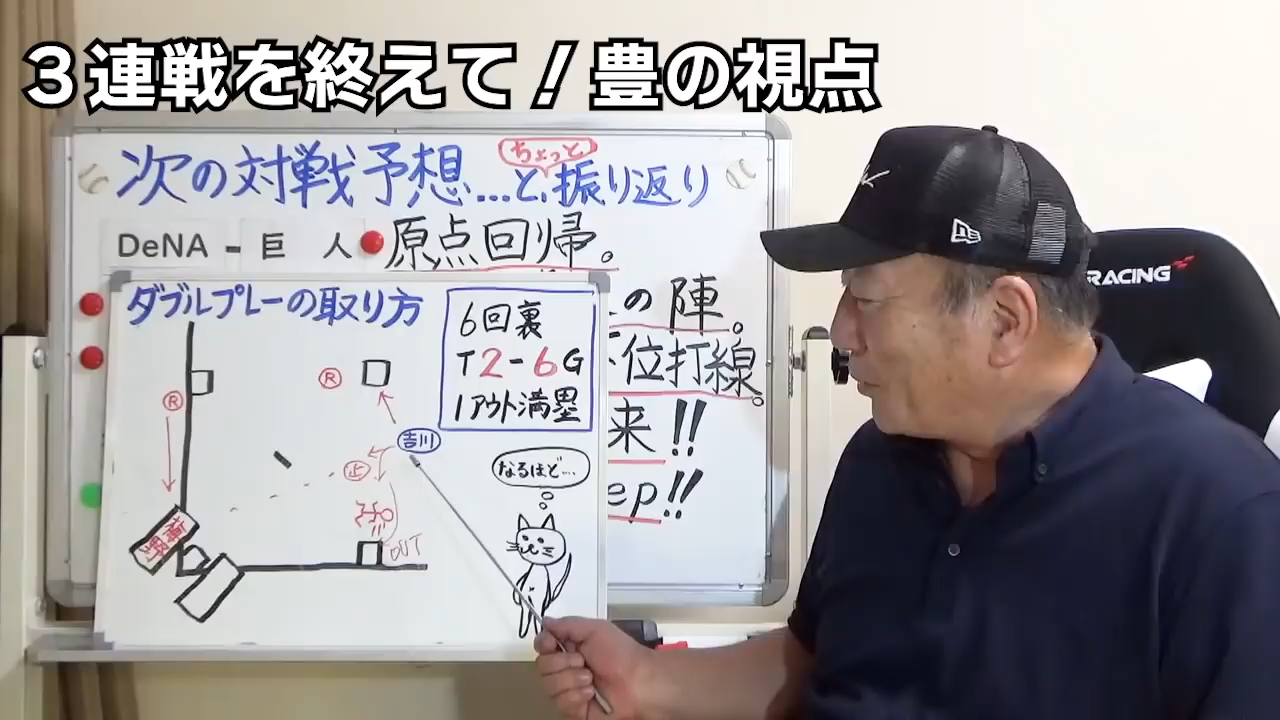 3連戦を終えて！豊の視点
次の対戦予想…と、振り返り
ちょっと
DeNA - 巨人 原点回帰。
の陣。
位打線。
来!!
ep!!
ダブルプレーの取り方
6回裏
T2-6G
1アウト満塁
R
R
吉川
止
OUT
なるほど…
RACING